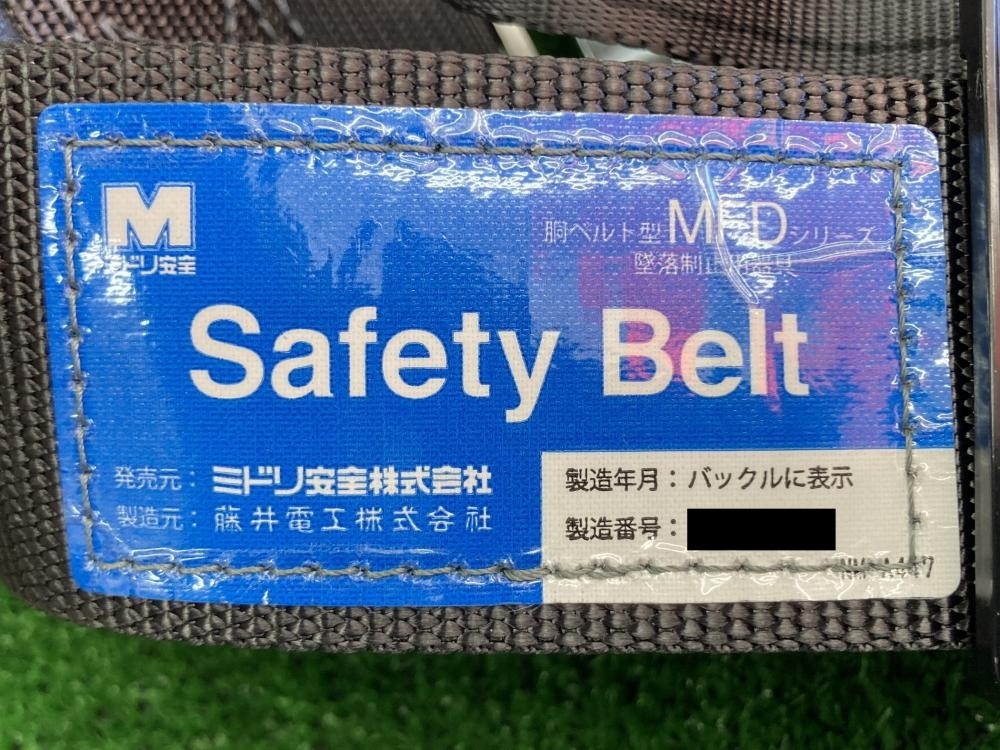 M
ミドリ安全
胴ベルト型 MFDシリーズ
墜落制止用器具
Safety Belt
発売元：ミドリ安全株式会社
製造元：藤井電工株式会社
製造年月：バックルに表示
製造番号：